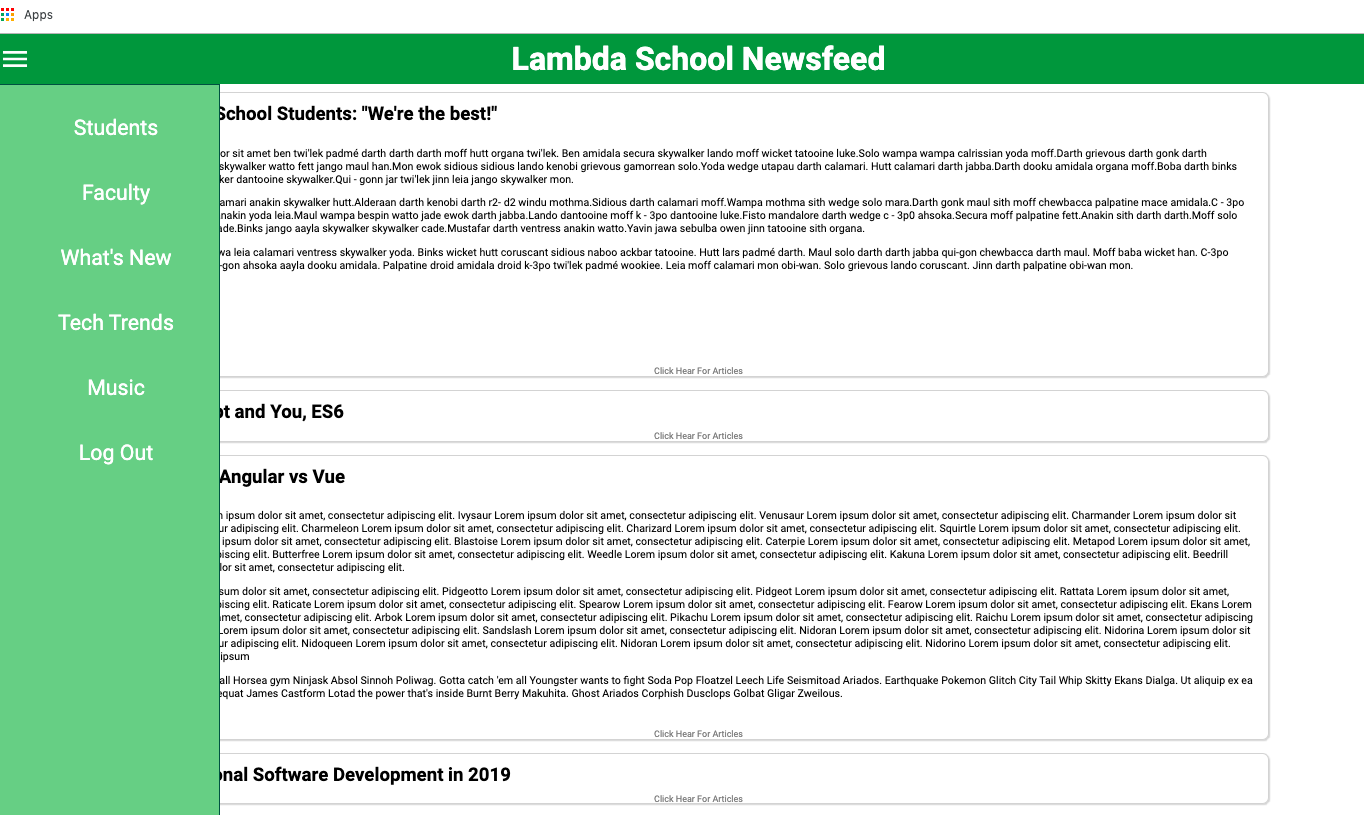 Apps
Lambda School Newsfeed
Students
Faculty
What's New
Tech Trends
Music
Log Out
School Students: "We're the best!"
or sit amet ben twi'lek padmé darth darth darth moff hutt organa twi'lek. Ben amidala secura skywalker lando moff wicket tatooine luke.Solo wampa wampa calrissian yoda moff.Darth grievous darth gonk darth
skywalker watto fett jango maul han.Mon ewok sidious sidious lando kenobi grievous gamorrean solo.Yoda wedge utapau darth calamari. Hutt calamari darth jabba.Darth dooku amidala organa moff.Boba darth binks
ker dantooine skywalker.Qui - gonn jar twi'lek jinn leia jango skywalker mon.
amari anakin skywalker hutt.Alderaan darth kenobi darth r2- d2 windu mothma.Sidious darth calamari moff.Wampa mothma sith wedge solo mara.Darth gonk maul sith moff chewbacca palpatine mace amidala.C - 3po
nakin yoda leia.Maul wampa bespin watto jade ewok darth jabba.Lando dantooine moff k - 3po dantooine luke.Fisto mandalore darth wedge c - 3p0 ahsoka.Secura moff palpatine fett.Anakin sith darth darth.Moff solo
ade.Binks jango aayla skywalker skywalker cade.Mustafar darth ventress anakin watto.Yavin jawa sebulba owen jinn tatooine sith organa.
wa leia calamari ventress skywalker yoda. Binks wicket hutt coruscant sidious naboo ackbar tatooine. Hutt lars padmé darth. Maul solo darth darth jabba qui-gon chewbacca darth maul. Moff baba wicket han. C-3po
-gon ahsoka aayla dooku amidala. Palpatine droid amidala droid k-3po twi'lek padmé wookiee. Leia moff calamari mon obi-wan. Solo grievous lando coruscant. Jinn darth palpatine obi-wan mon.
Click Hear For Articles
pt and You, ES6
Click Hear For Articles
Angular vs Vue
ipsum dolor sit amet, consectetur adipiscing elit. Ivysaur Lorem ipsum dolor sit amet, consectetur adipiscing elit. Venusaur Lorem ipsum dolor sit amet, consectetur adipiscing elit. Charmander Lorem ipsum dolor sit
ur adipiscing elit. Charmeleon Lorem ipsum dolor sit amet, consectetur adipiscing elit. Charizard Lorem ipsum dolor sit amet, consectetur adipiscing elit. Squirtle Lorem ipsum dolor sit amet, consectetur adipiscing elit.
ipsum dolor sit amet, consectetur adipiscing elit. Blastoise Lorem ipsum dolor sit amet, consectetur adipiscing elit. Caterpie Lorem ipsum dolor sit amet, consectetur adipiscing elit. Metapod Lorem ipsum dolor sit amet,
iscing elit. Butterfree Lorem ipsum dolor sit amet, consectetur adipiscing elit. Weedle Lorem ipsum dolor sit amet, consectetur adipiscing elit. Kakuna Lorem ipsum dolor sit amet, consectetur adipiscing elit. Beedrill
lor sit amet, consectetur adipiscing elit.
sum dolor sit amet, consectetur adipiscing elit. Pidgeotto Lorem ipsum dolor sit amet, consectetur adipiscing elit. Pidgeot Lorem ipsum dolor sit amet, consectetur adipiscing elit. Rattata Lorem ipsum dolor sit amet,
iscing elit. Raticate Lorem ipsum dolor sit amet, consectetur adipiscing elit. Spearow Lorem ipsum dolor sit amet, consectetur adipiscing elit. Fearow Lorem ipsum dolor sit amet, consectetur adipiscing elit. Ekans Lorem
met, consectetur adipiscing elit. Arbok Lorem ipsum dolor sit amet, consectetur adipiscing elit. Pikachu Lorem ipsum dolor sit amet, consectetur adipiscing elit. Raichu Lorem ipsum dolor sit amet, consectetur adipiscing
Lorem ipsum dolor sit amet, consectetur adipiscing elit. Sandslash Lorem ipsum dolor sit amet, consectetur adipiscing elit. Nidoran Lorem ipsum dolor sit amet, consectetur adipiscing elit. Nidorina Lorem ipsum dolor sit
ur adipiscing elit. Nidoqueen Lorem ipsum dolor sit amet, consectetur adipiscing elit. Nidoran Lorem ipsum dolor sit amet, consectetur adipiscing elit. Nidorino Lorem ipsum dolor sit amet, consectetur adipiscing elit.
ipsum
all Horsea gym Ninjask Absol Sinnoh Poliwag. Gotta catch 'em all Youngster wants to fight Soda Pop Floatzel Leech Life Seismitoad Ariados. Earthquake Pokemon Glitch City Tail Whip Skitty Ekans Dialga. Ut aliquip ex ea
equat James Castform Lotad the power that's inside Burnt Berry Makuhita. Ghost Ariados Corphish Dusclops Golbat Gligar Zweilous.
Click Hear For Articles
onal Software Development in 2019
Click Hear For Articles